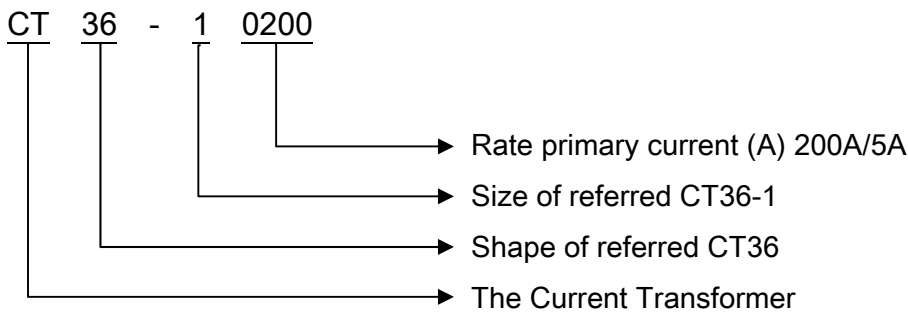 CT 36 - 1 0200
Rate primary current (A) 200A/5A
Size of referred CT36-1
Shape of referred CT36
The Current Transformer